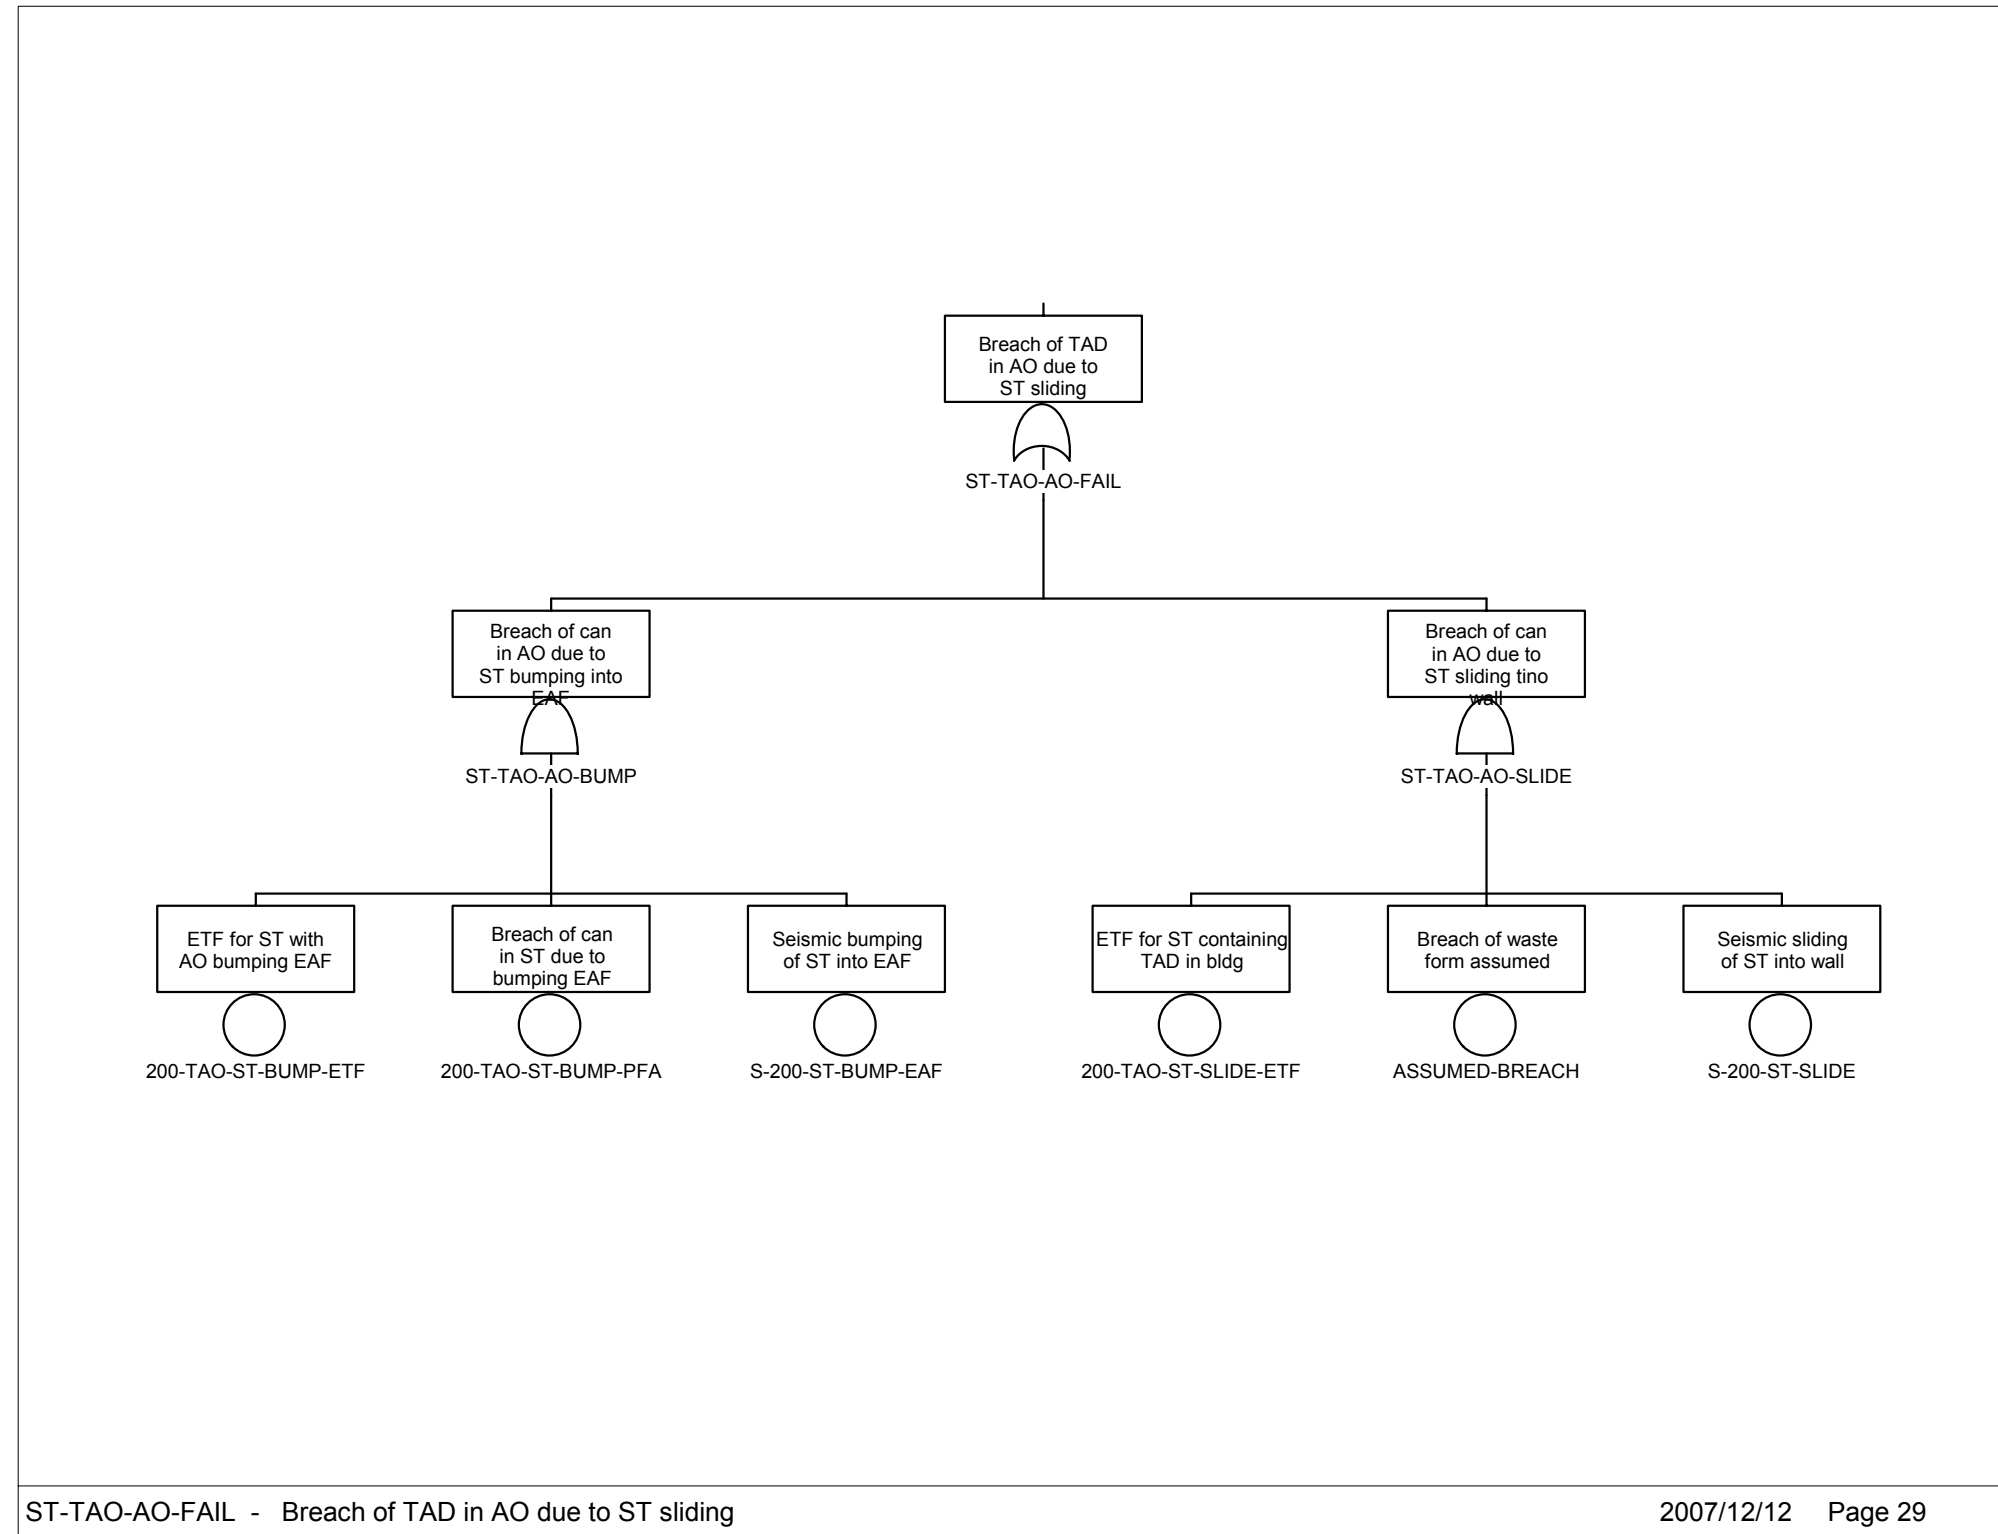 Breach of TAD
in AO due to
ST sliding
ST-TAO-AO-FAIL
Breach of can
in AO due to
ST bumping into
EAF
ST-TAO-AO-BUMP
Breach of can
in AO due to
ST sliding tino
wall
ST-TAO-AO-SLIDE
ETF for ST with
AO bumping EAF
200-TAO-ST-BUMP-ETF
Breach of can
in ST due to
bumping EAF
200-TAO-ST-BUMP-PFA
Seismic bumping
of ST into EAF
S-200-ST-BUMP-EAF
ETF for ST containing
TAD in bldg
200-TAO-ST-SLIDE-ETF
Breach of waste
form assumed
ASSUMED-BREACH
Seismic sliding
of ST into wall
S-200-ST-SLIDE
ST-TAO-AO-FAIL - Breach of TAD in AO due to ST sliding
2007/12/12 Page 29